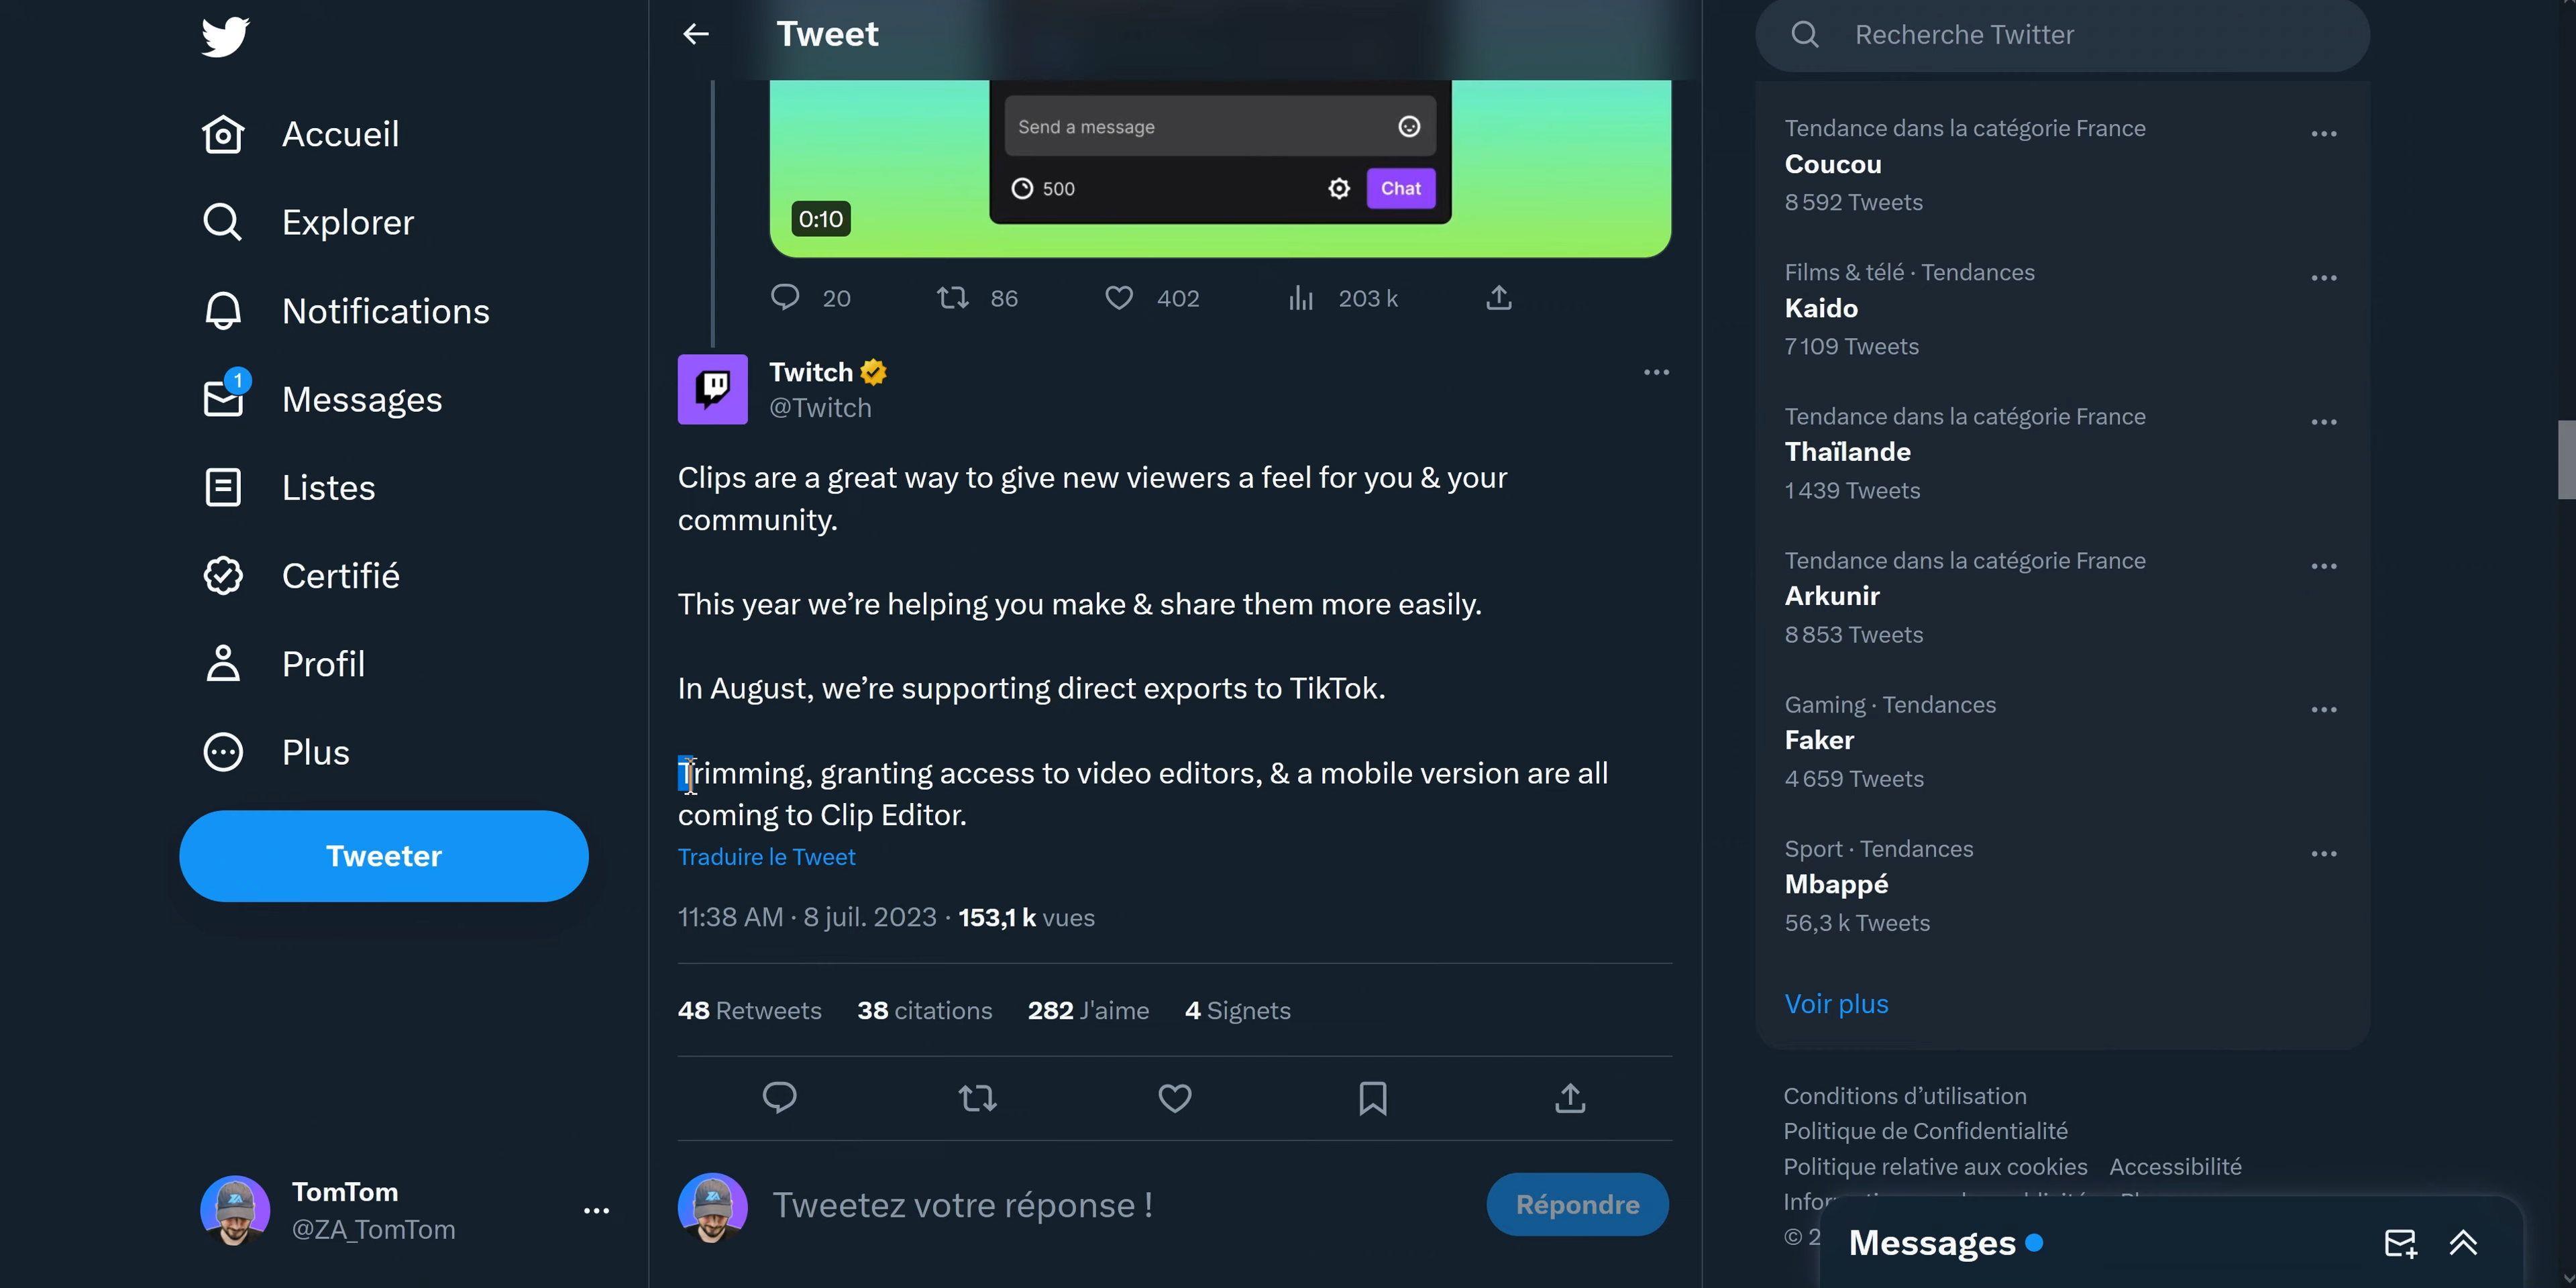 Accueil
Explorer
Notifications
1
Messages
Listes
Certifié
Profil
Plus
Tweeter
TomTom
@ZA_TomTom
Tweet
Send a message
500
Chat
0:10
20 86 402 203 k
Twitch
@Twitch
Clips are a great way to give new viewers a feel for you & your
community.
This year we’re helping you make & share them more easily.
In August, we’re supporting direct exports to TikTok.
Trimming, granting access to video editors, & a mobile version are all
coming to Clip Editor.
Traduire le Tweet
11:38 AM · 8 juil. 2023 · 153,1 k vues
48 Retweets 38 citations 282 J'aime 4 Signets
Tweetez votre réponse !
Répondre
Recherche Twitter
Tendance dans la catégorie France
Coucou
8 592 Tweets
Films & télé · Tendances
Kaido
7 109 Tweets
Tendance dans la catégorie France
Thaïlande
1 439 Tweets
Tendance dans la catégorie France
Arkunir
8 853 Tweets
Gaming · Tendances
Faker
4 659 Tweets
Sport · Tendances
Mbappé
56,3 k Tweets
Voir plus
Conditions d’utilisation
Politique de Confidentialité
Politique relative aux cookies Accessibilité
© 2
Messages